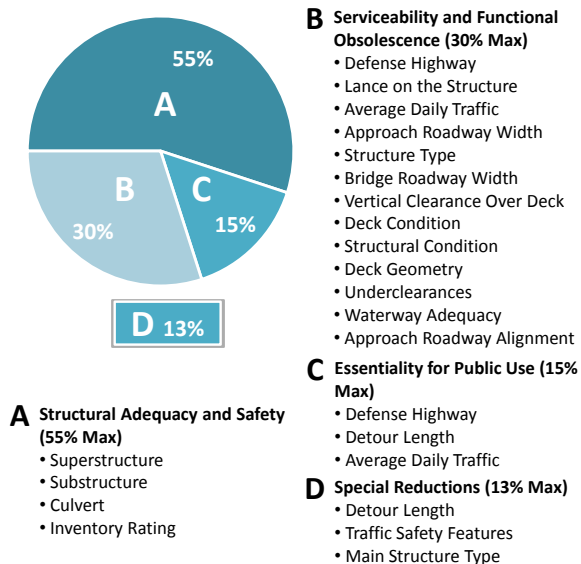 55%
A
B
C
30%
15%
D 13%
A Structural Adequacy and Safety
(55% Max)
• Superstructure
• Substructure
• Culvert
• Inventory Rating
B Serviceability and Functional
Obsolescence (30% Max)
• Defense Highway
• Lance on the Structure
• Average Daily Traffic
• Approach Roadway Width
• Structure Type
• Bridge Roadway Width
• Vertical Clearance Over Deck
• Deck Condition
• Structural Condition
• Deck Geometry
• Underclearances
• Waterway Adequacy
• Approach Roadway Alignment
C Essentiality for Public Use (15%
Max)
• Defense Highway
• Detour Length
• Average Daily Traffic
D Special Reductions (13% Max)
• Detour Length
• Traffic Safety Features
• Main Structure Type